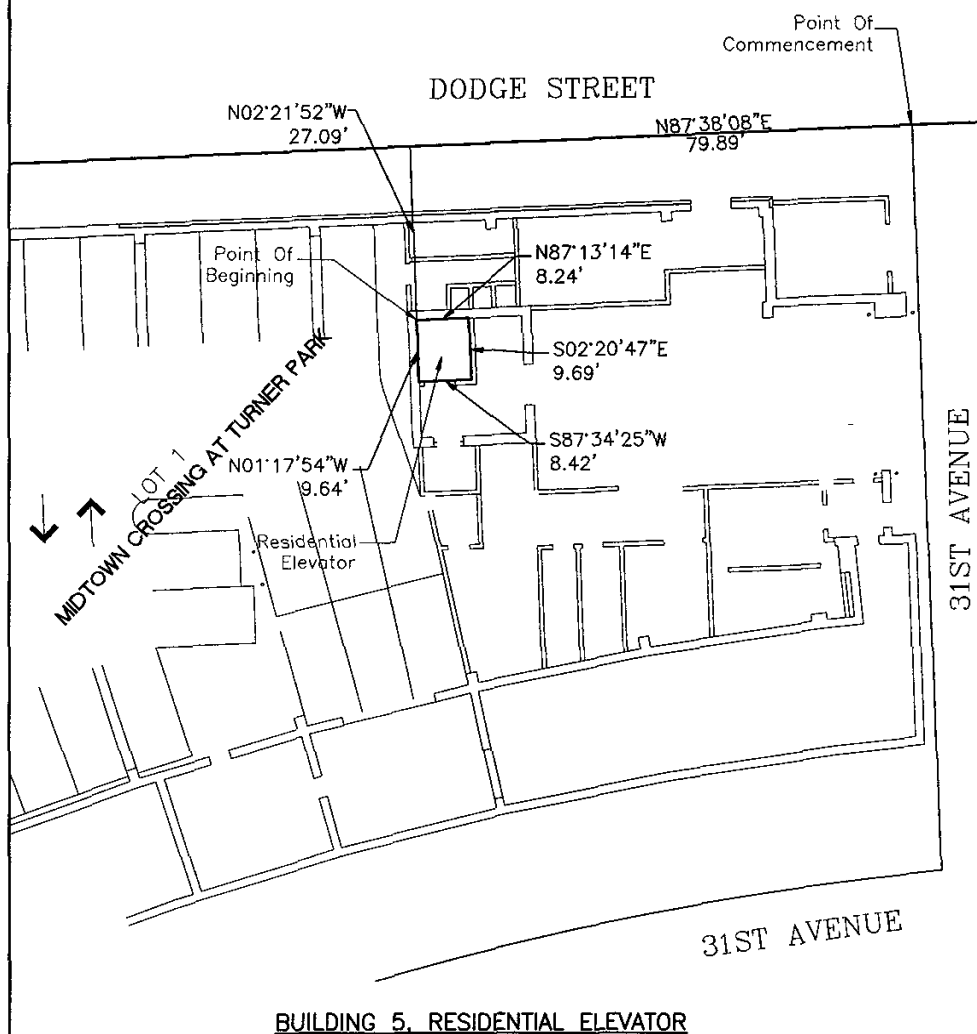 Point Of
Commencement
DODGE STREET
N02°21'52"W
27.09'
N87°38'08"E
79.89'
Point Of
Beginning
N87°13'14"E
8.24'
S02°20'47"E
9.69'
S87°34'25"W
8.42'
N01°17'54"W
9.64'
LOT 1
MIDTOWN CROSSING AT TURNER PARK
Residential
Elevator
31ST AVENUE
31ST AVENUE
BUILDING 5, RESIDENTIAL ELEVATOR